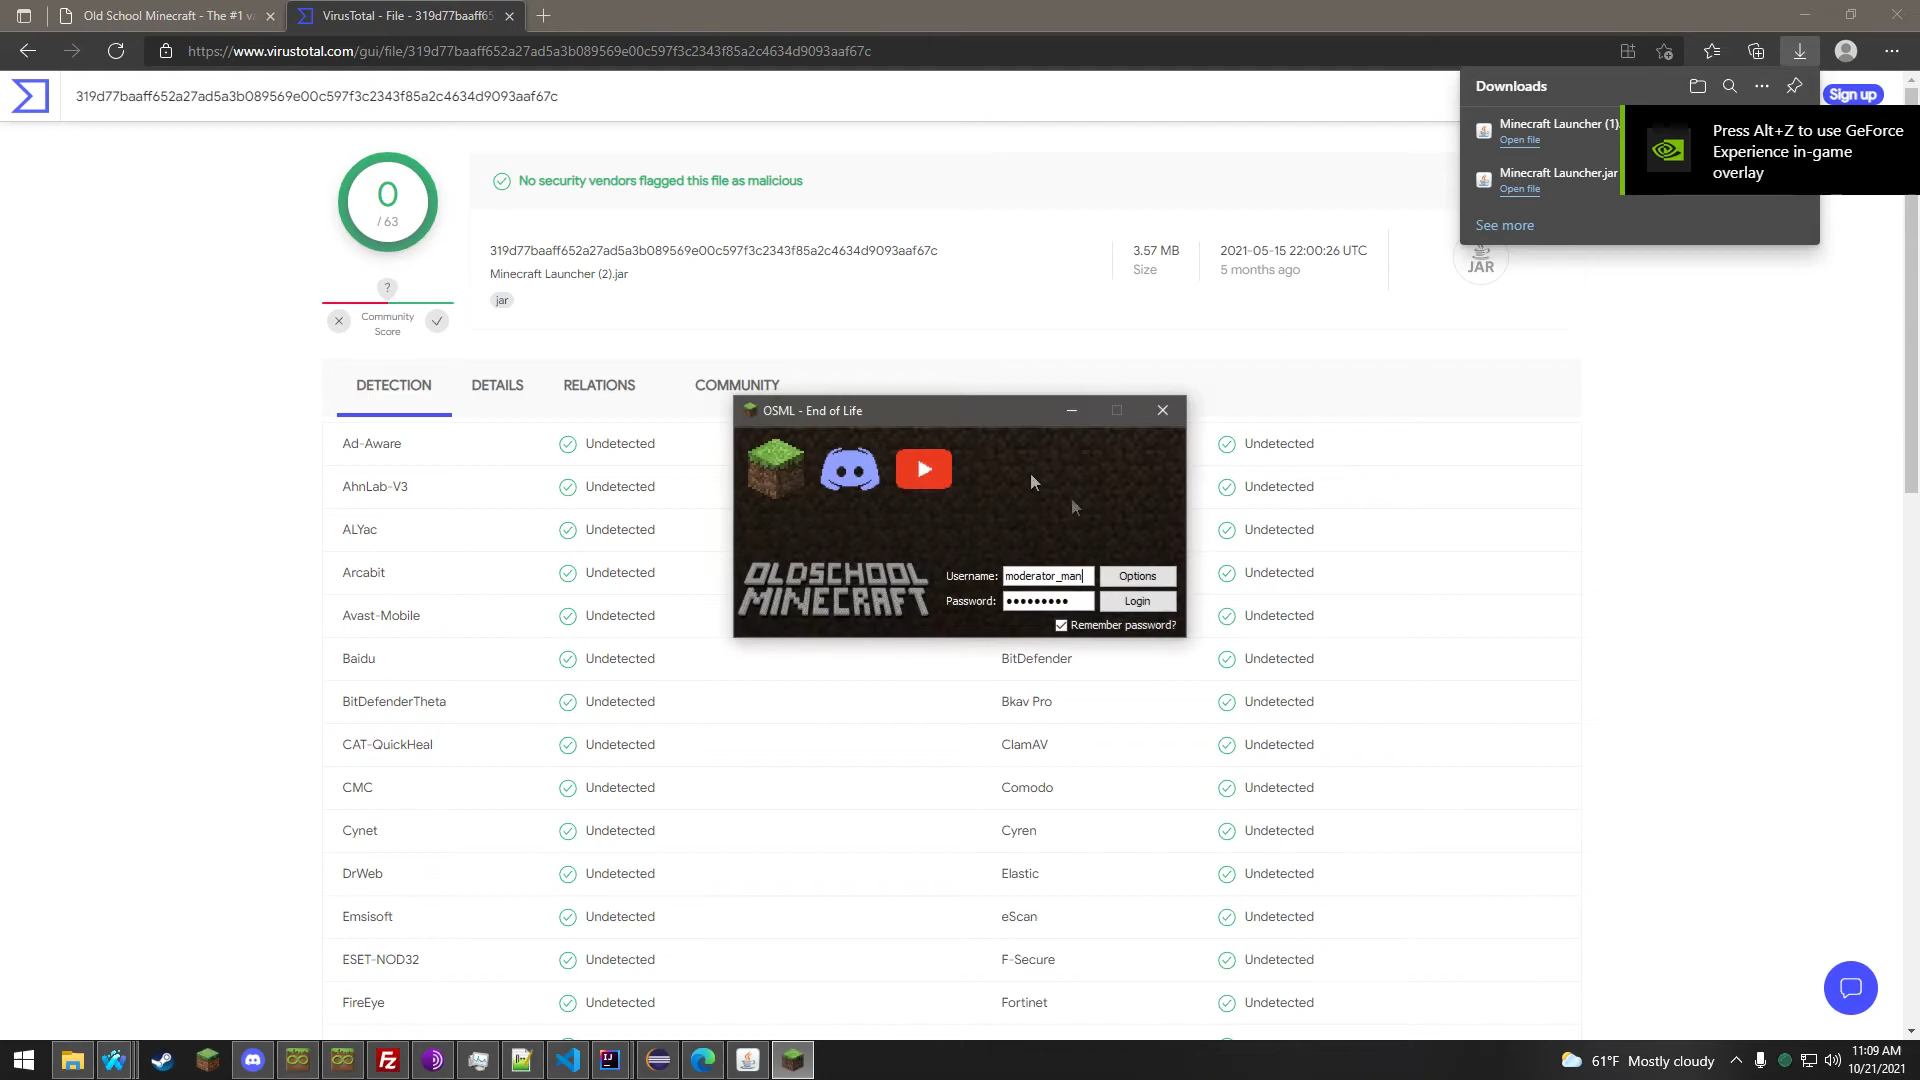 Old School Minecraft - The #1 va
VirusTotal - File - 319d77baaff65
https://www.virustotal.com/gui/file/319d77baaff652a27ad5a3b089569e00c597f3c2343f85a2c4634d9093aaf67c
319d77baaff652a27ad5a3b089569e00c597f3c2343f85a2c4634d9093aaf67c
Sign up
Downloads
Minecraft Launcher (1).
Open file
Minecraft Launcher.jar
Open file
See more
Press Alt+Z to use GeForce
Experience in-game
overlay
0
/ 63
?
Community
Score
No security vendors flagged this file as malicious
319d77baaff652a27ad5a3b089569e00c597f3c2343f85a2c4634d9093aaf67c
Minecraft Launcher (2).jar
jar
3.57 MB
Size
2021-05-15 22:00:26 UTC
5 months ago
JAR
DETECTION DETAILS RELATIONS COMMUNITY
OSML - End of Life
OLDSCHOOL
MINECRAFT
Username: moderator_man Options
Password: ●●●●●●●●● Login
Remember password?
Ad-Aware Undetected Undetected
AhnLab-V3 Undetected Undetected
ALYac Undetected Undetected
Arcabit Undetected Undetected
Avast-Mobile Undetected Undetected
Baidu Undetected BitDefender Undetected
BitDefenderTheta Undetected Bkav Pro Undetected
CAT-QuickHeal Undetected ClamAV Undetected
CMC Undetected Comodo Undetected
Cynet Undetected Cyren Undetected
DrWeb Undetected Elastic Undetected
Emsisoft Undetected eScan Undetected
ESET-NOD32 Undetected F-Secure Undetected
FireEye Undetected Fortinet Undetected
61°F Mostly cloudy
11:09 AM
10/21/2021